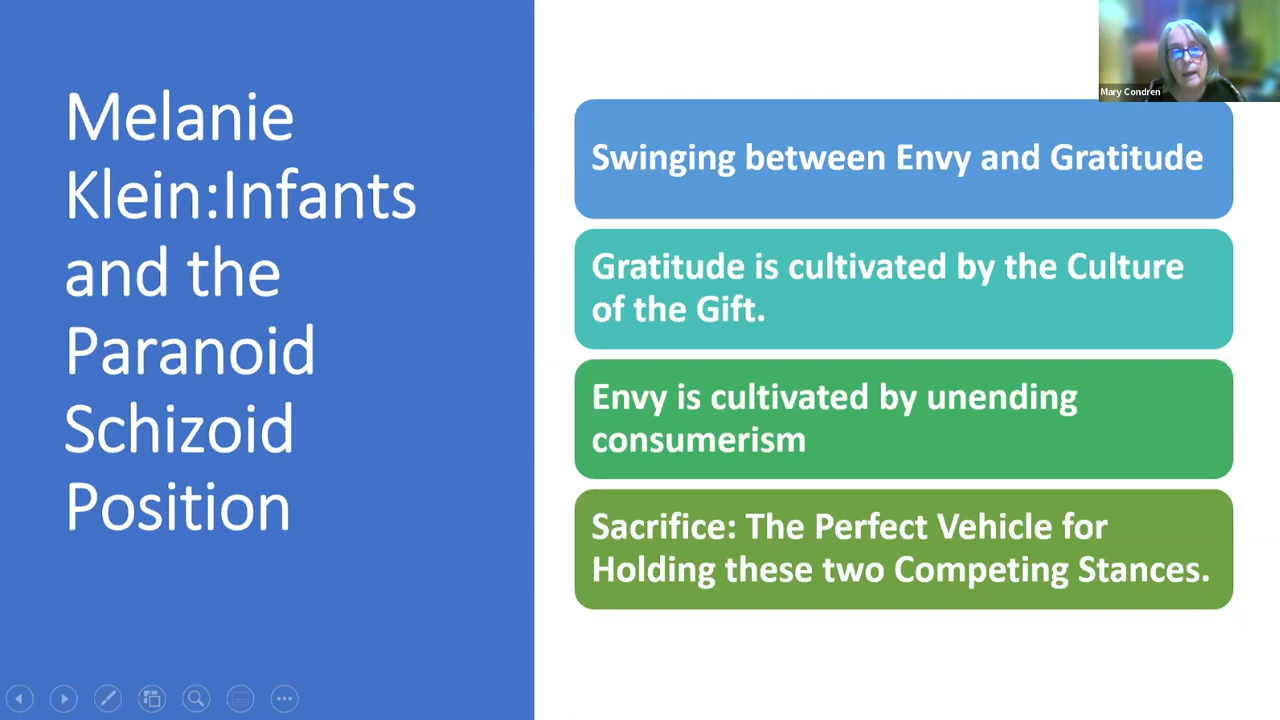 Melanie
Klein:Infants
and the
Paranoid
Schizoid
Position
Mary Condren
Swinging between Envy and Gratitude
Gratitude is cultivated by the Culture
of the Gift.
Envy is cultivated by unending
consumerism
Sacrifice: The Perfect Vehicle for
Holding these two Competing Stances.